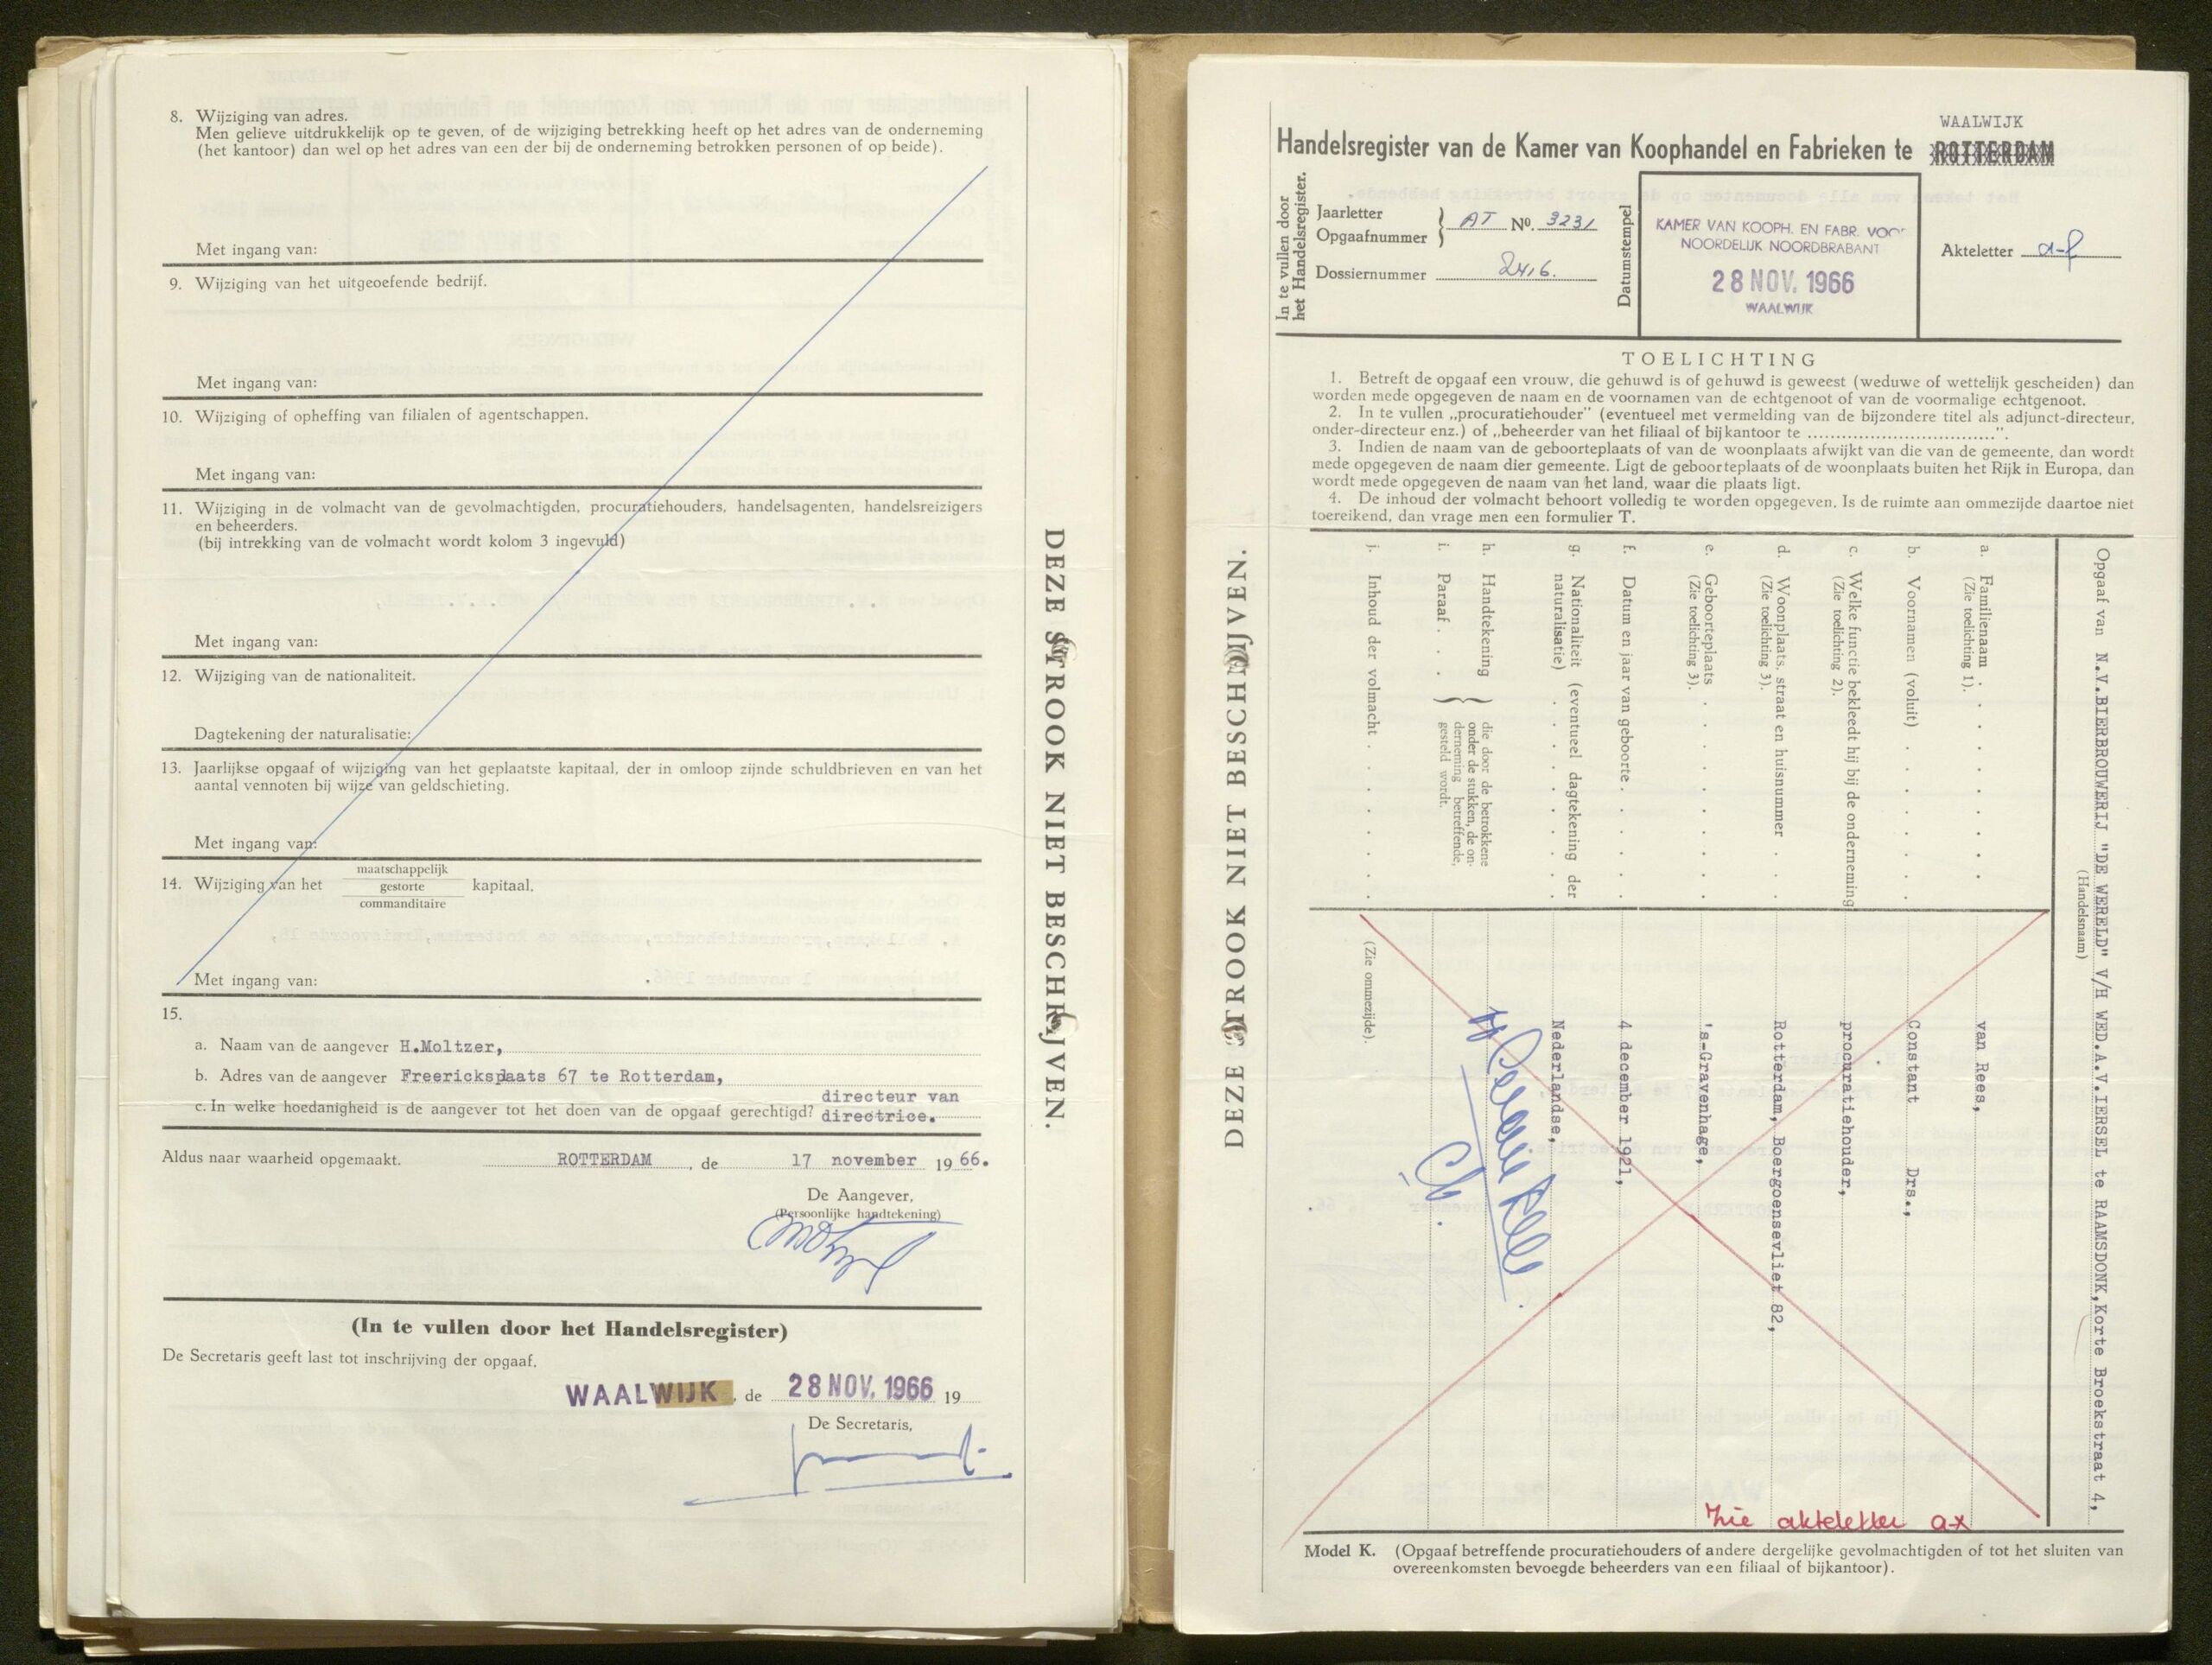 8. Wijziging van adres.
Men gelieve uitdrukkelijk op te geven, of de wijziging betrekking heeft op het adres van de onderneming
(het kantoor) dan wel op het adres van een der bij de onderneming betrokken personen of op beide).
Met ingang van:
9. Wijziging van het uitgeoefende bedrijf.
Met ingang van:
10. Wijziging of opheffing van filialen of agentschappen.
Met ingang van:
11. Wijziging in de volmacht van de gevolmachtigden, procuratiehouders, handelsagenten, handelsreizigers
en beheerders.
(bij intrekking van de volmacht wordt kolom 3 ingevuld)
Met ingang van:
12. Wijziging van de nationaliteit.
Dagtekening der naturalisatie:
13. Jaarlijkse opgaaf of wijziging van het geplaatste kapitaal, der in omloop zijnde schuldbrieven en van het
aantal vennoten bij wijze van geldschieting.
Met ingang van:
maatschappelijk
14. Wijziging van het gestorte kapitaal.
commanditaire
Met ingang van:
15.
a. Naam van de aangever H.Moltzer,
b. Adres van de aangever Freericksplaats 67 te Rotterdam,
directeur van
c. In welke hoedanigheid is de aangever tot het doen van de opgaaf gerechtigd? directrice.
Aldus naar waarheid opgemaakt. ROTTERDAM, de 17 november 1966.
De Aangever,
(Persoonlijke handtekening)
(In te vullen door het Handelsregister)
De Secretaris geeft last tot inschrijving der opgaaf.
WAALWIJK, de 28 NOV. 1966 19
De Secretaris,
DEZE STROOK NIET BESCHRIJVEN.
DEZE STROOK NIET BESCHRIJVEN.
WAALWIJK
Handelsregister van de Kamer van Koophandel en Fabrieken te ROTTERDAM
In te vullen door
het Handelsregister.
Jaarletter
Opgaafnummer } AT No. 3231
Dossiernummer 2416.
Datumstempel
KAMER VAN KOOPH. EN FABR. VOOR
NOORDELIJK NOORDBRABANT
28 NOV. 1966
WAALWIJK
Akteletter a-f
TOELICHTING
1. Betreft de opgaaf een vrouw, die gehuwd is of gehuwd is geweest (weduwe of wettelijk gescheiden) dan
worden mede opgegeven de naam en de voornamen van de echtgenoot of van de voormalige echtgenoot.
2. In te vullen „procuratiehouder” (eventueel met vermelding van de bijzondere titel als adjunct-directeur,
onder-directeur enz.) of „beheerder van het filiaal of bijkantoor te ................................”.
3. Indien de naam van de geboorteplaats of van de woonplaats afwijkt van die van de gemeente, dan wordt
mede opgegeven de naam dier gemeente. Ligt de geboorteplaats of de woonplaats buiten het Rijk in Europa, dan
wordt mede opgegeven de naam van het land, waar die plaats ligt.
4. De inhoud der volmacht behoort volledig te worden opgegeven. Is de ruimte aan ommezijde daartoe niet
toereikend, dan vrage men een formulier T.
Opgaaf van N.V.BIERBROUWERIJ "DE WERELD" V/H WED.A.V.IERSEL te RAAMSDONK,Korte Broekstraat 4,
(Handelsnaam)
a. Familienaam . . . . . . . van Rees,
(Zie toelichting 1).
b. Voornamen (voluit) . . . . . Constant Drs.,
c. Welke functie bekleedt hij bij de onderneming procuratiehouder,
(Zie toelichting 2).
d. Woonplaats, straat en huisnummer . . Rotterdam, Boergoensevliet 82,
(Zie toelichting 3).
e. Geboorteplaats . . . . . . 's-Gravenhage,
(Zie toelichting 3).
f. Datum en jaar van geboorte . . . . 4 december 1921,
g. Nationaliteit (eventueel dagtekening der
naturalisatie) . . . . . . Nederlandse,
h. Handtekening } die door de betrokkene
onder de stukken, de on-
i. Paraaf . . . } derneming betreffende,
gesteld wordt.
j. Inhoud der volmacht . . . . . . (Zie ommezijde).
Zie akteletter ax
Model K. (Opgaaf betreffende procuratiehouders of andere dergelijke gevolmachtigden of tot het sluiten van
overeenkomsten bevoegde beheerders van een filiaal of bijkantoor).